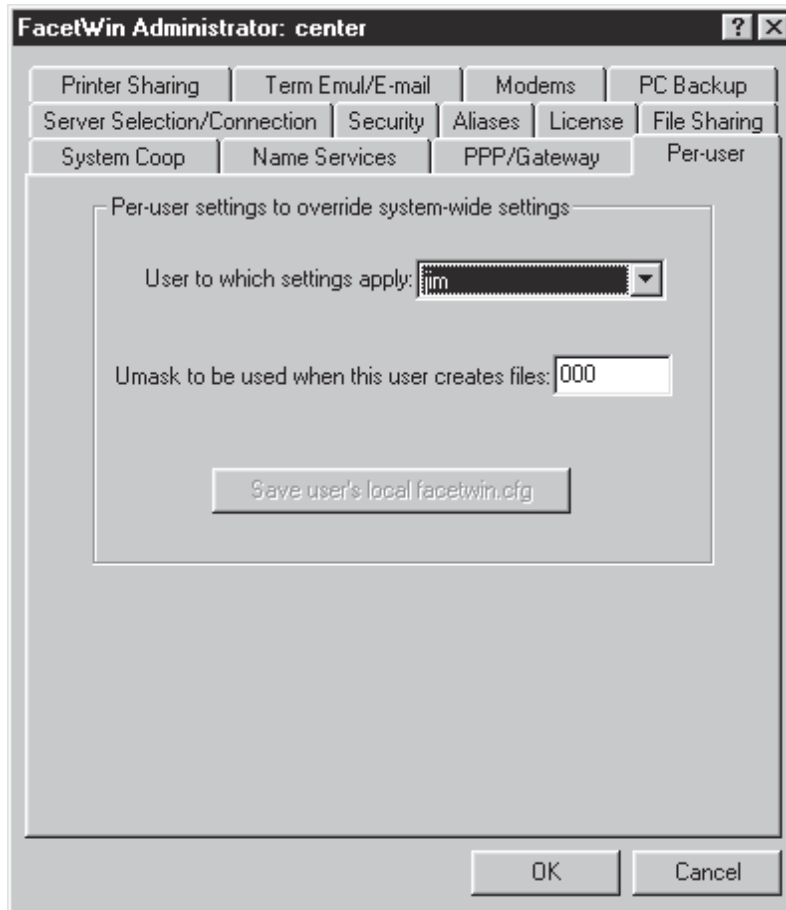 FacetWin Administrator: center
Printer Sharing Term Emul/E-mail Modems PC Backup
Server Selection/Connection Security Aliases License File Sharing
System Coop Name Services PPP/Gateway Per-user
Per-user settings to override system-wide settings
User to which settings apply: jim
Umask to be used when this user creates files: 000
Save user's local facetwin.cfg
OK Cancel